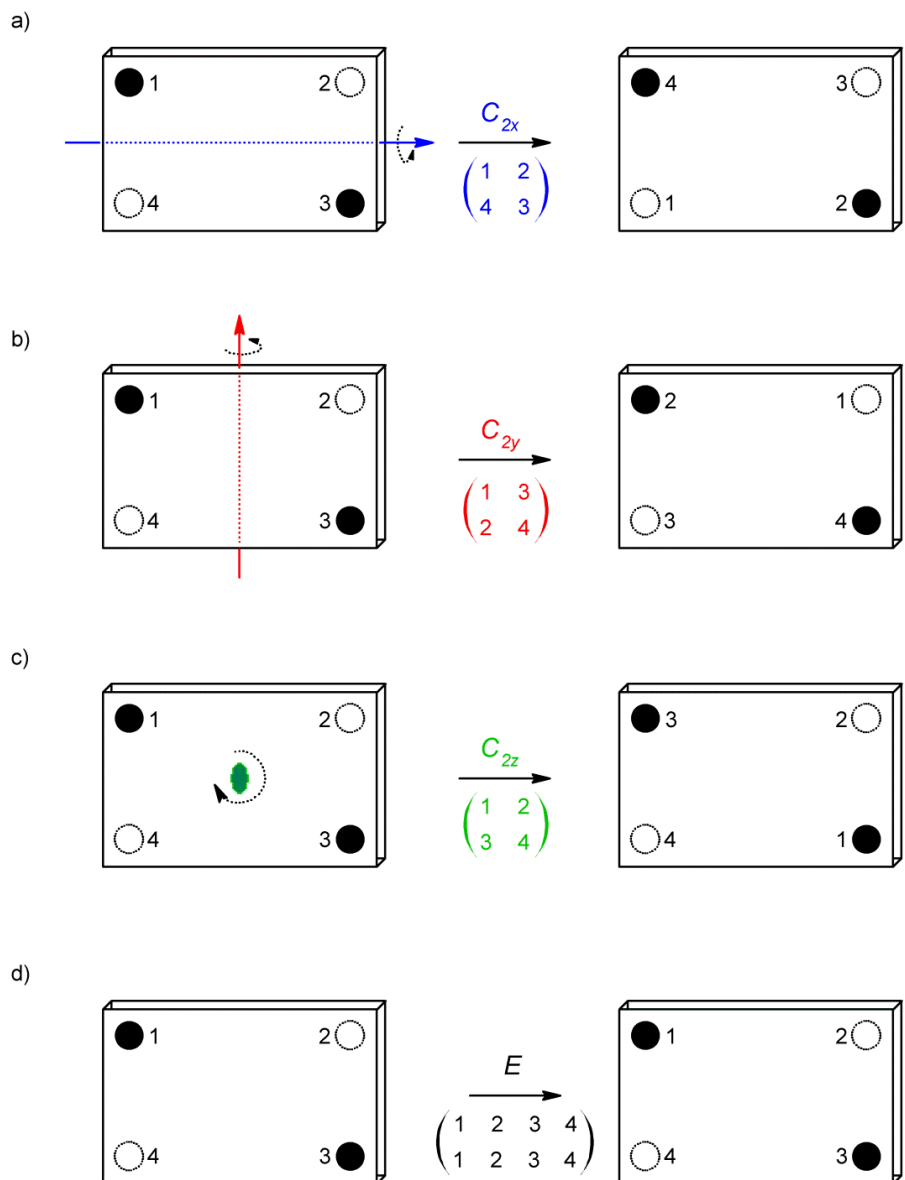 a)
1 2 4 3
C2x
1 2
4 3
4 3 1 2
b)
1 2 2 1
C2y
1 3
2 4
4 3 3 4
c)
1 2 3 2
C2z
1 2
3 4
4 3 4 1
d)
1 2 1 2
E
1 2 3 4
1 2 3 4
4 3 4 3